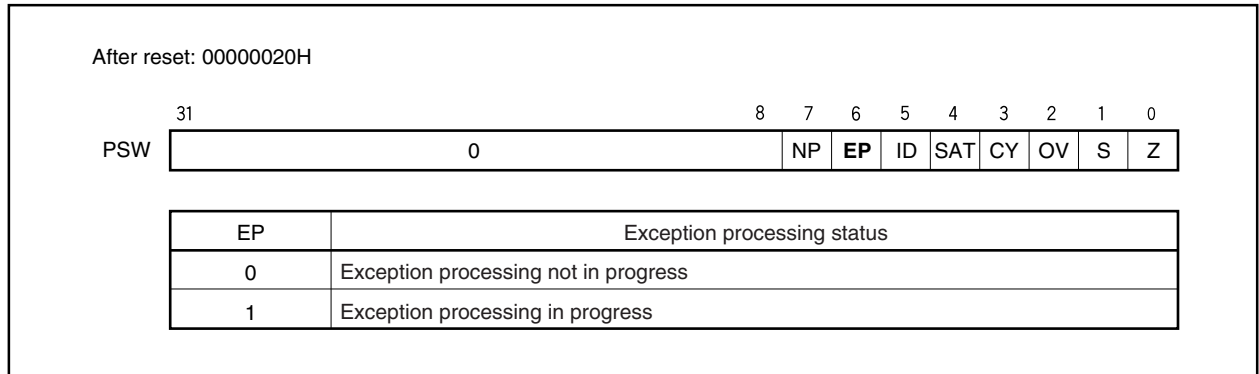 After reset: 00000020H
31 8 7 6 5 4 3 2 1 0
PSW 0 NP EP ID SAT CY OV S Z
EP Exception processing status
0 Exception processing not in progress
1 Exception processing in progress